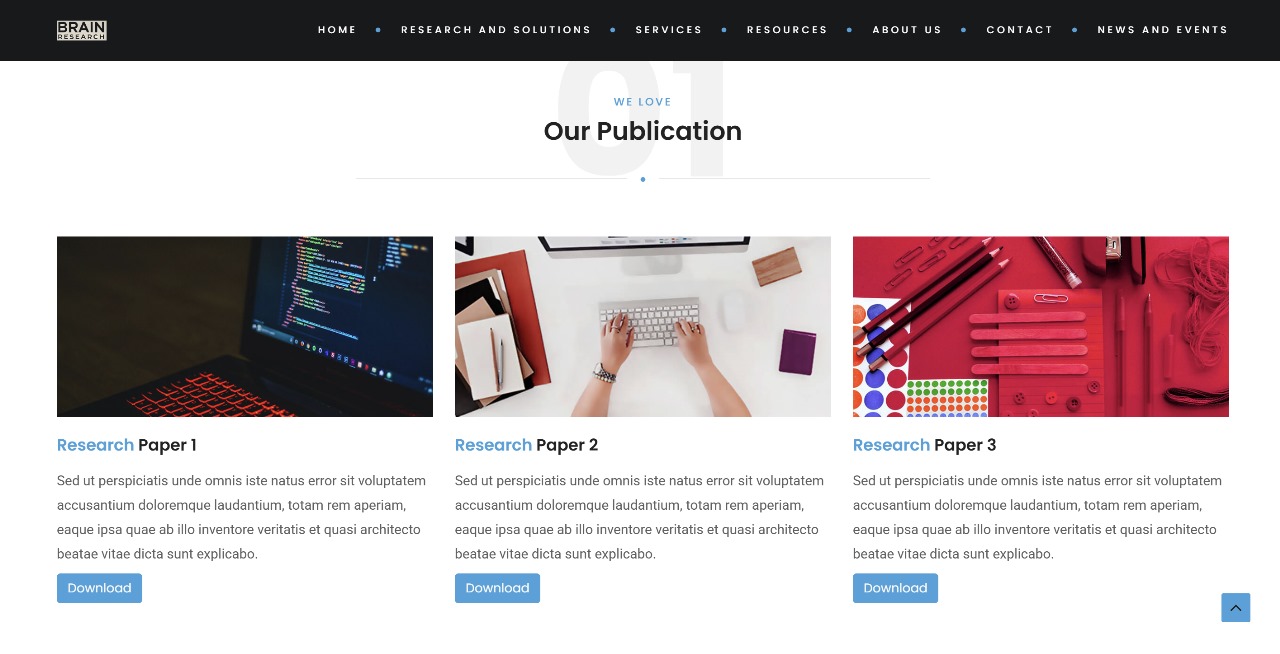 BRAIN
RESEARCH
HOME RESEARCH AND SOLUTIONS SERVICES RESOURCES ABOUT US CONTACT NEWS AND EVENTS
01
WE LOVE
Our Publication
Research Paper 1
Sed ut perspiciatis unde omnis iste natus error sit voluptatem
accusantium doloremque laudantium, totam rem aperiam,
eaque ipsa quae ab illo inventore veritatis et quasi architecto
beatae vitae dicta sunt explicabo.
Download
Research Paper 2
Sed ut perspiciatis unde omnis iste natus error sit voluptatem
accusantium doloremque laudantium, totam rem aperiam,
eaque ipsa quae ab illo inventore veritatis et quasi architecto
beatae vitae dicta sunt explicabo.
Download
Research Paper 3
Sed ut perspiciatis unde omnis iste natus error sit voluptatem
accusantium doloremque laudantium, totam rem aperiam,
eaque ipsa quae ab illo inventore veritatis et quasi architecto
beatae vitae dicta sunt explicabo.
Download